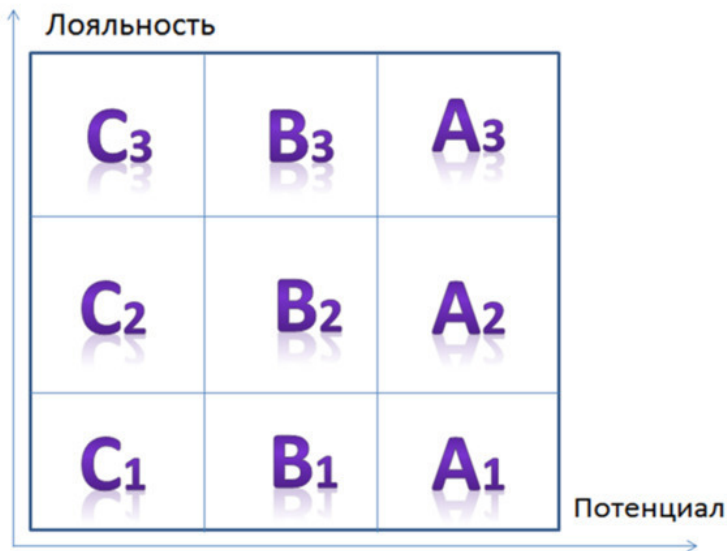 Лояльность
C3 B3 A3
C2 B2 A2
C1 B1 A1
Потенциал